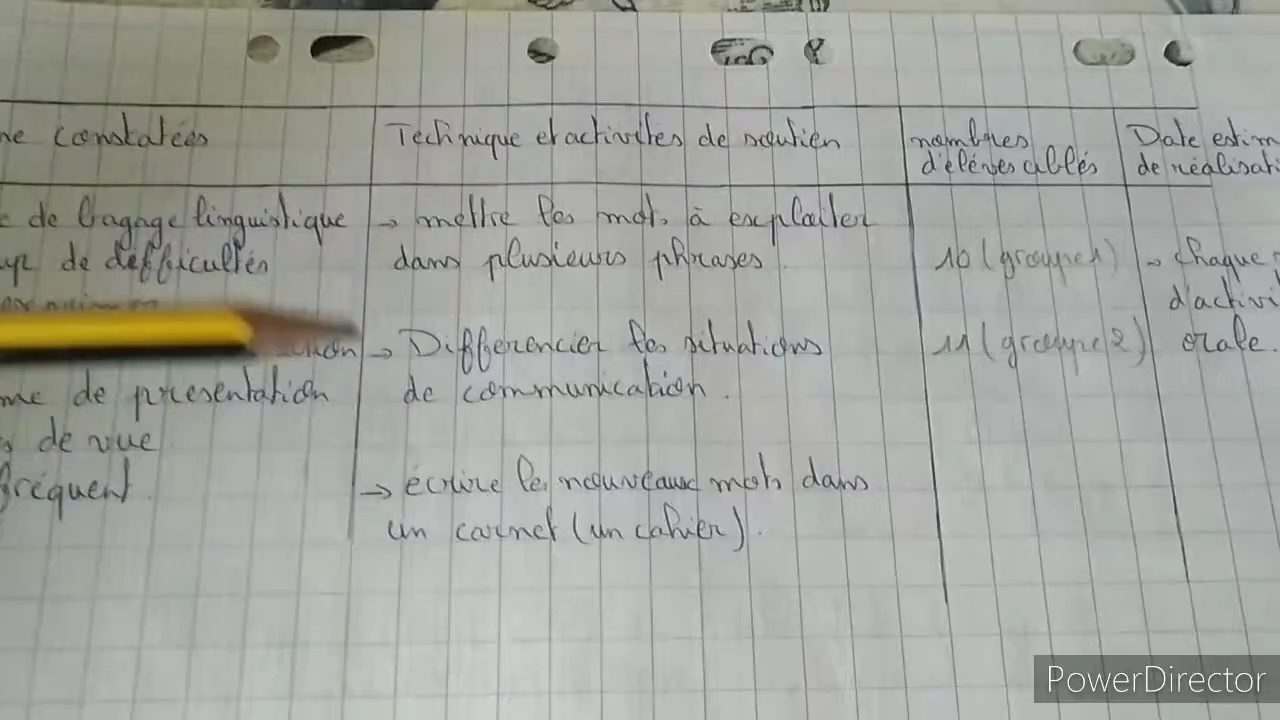 constatées
Technique et activités de soutien
nombres
d'élèves ciblés
Date estim
de réalisati
de bagage linguistique
de difficultés
me de présentation
de vue
fréquent
→ mettre les mots à exploiter
dans plusieurs phrases.
→ Différencier les situations
de communication.
→ écrire les nouveaux mots dans
un carnet (un cahier).
10 (groupe 1)
11 (groupe 2)
→ chaque
d'activi
orale.
PowerDirector